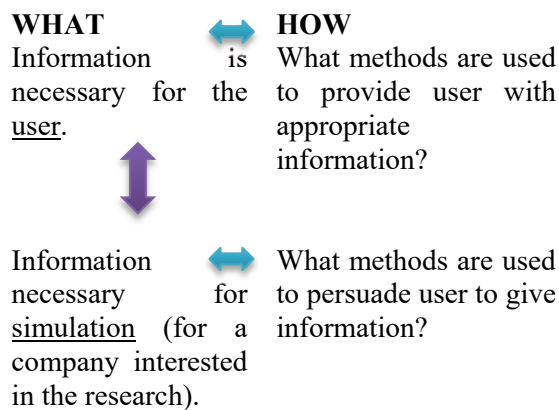 WHAT
Information is
necessary for the
user.
HOW
What methods are used
to provide user with
appropriate
information?
Information
necessary for
simulation (for a
company interested
in the research).
What methods are used
to persuade user to give
information?